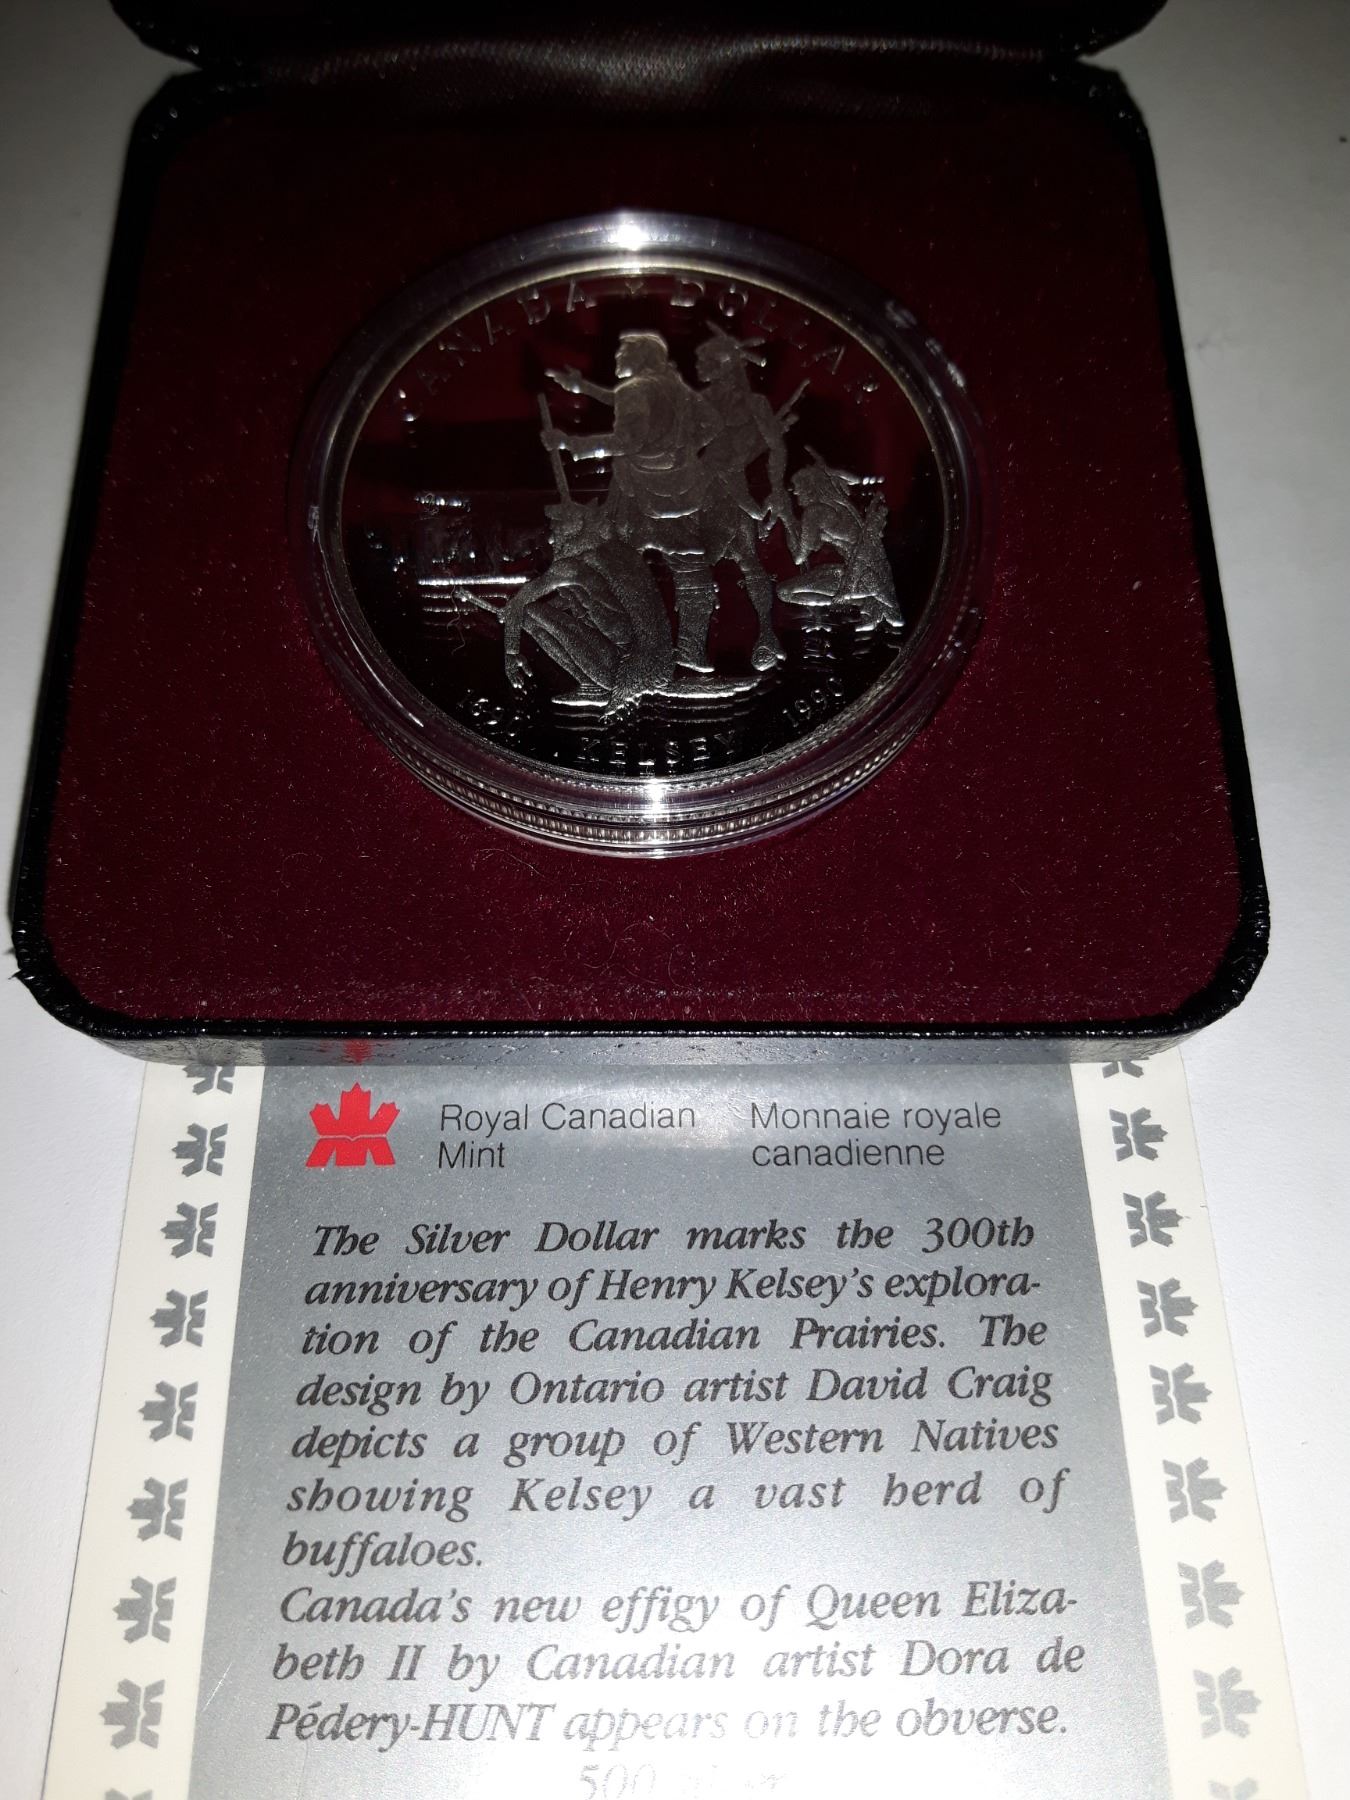 CANADA DOLLAR
KELSEY
1990
Royal Canadian
Mint
Monnaie royale
canadienne
The Silver Dollar marks the 300th
anniversary of Henry Kelsey's explora-
tion of the Canadian Prairies. The
design by Ontario artist David Craig
depicts a group of Western Natives
showing Kelsey a vast herd of
buffaloes.
Canada's new effigy of Queen Eliza-
beth II by Canadian artist Dora de
Pédery-HUNT appears on the obverse.
500